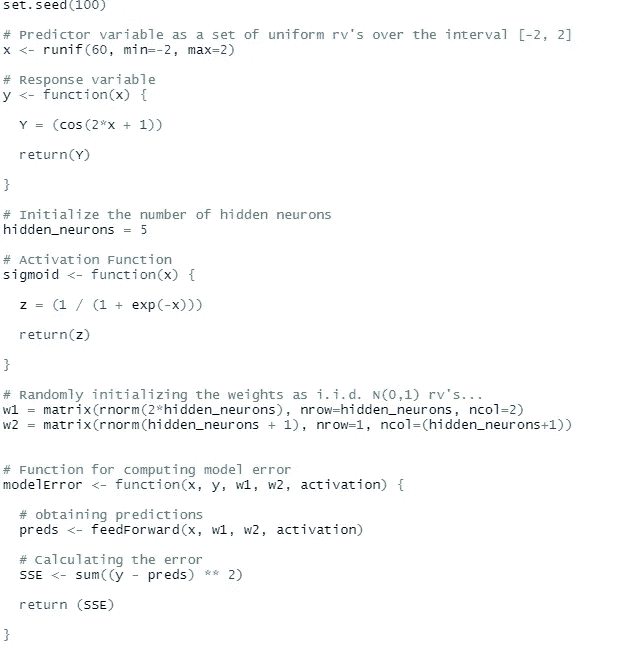 set.seed(100)
# Predictor variable as a set of uniform rv's over the interval [-2, 2]
x <- runif(60, min=-2, max=2)
# Response variable
y <- function(x) {
Y = (cos(2*x + 1))
return(Y)
}
# Initialize the number of hidden neurons
hidden_neurons = 5
# Activation Function
sigmoid <- function(x) {
z = (1 / (1 + exp(-x)))
return(z)
}
# Randomly initializing the weights as i.i.d. N(0,1) rv's...
w1 = matrix(rnorm(2*hidden_neurons), nrow=hidden_neurons, ncol=2)
w2 = matrix(rnorm(hidden_neurons + 1), nrow=1, ncol=(hidden_neurons+1))
# Function for computing model error
modelError <- function(x, y, w1, w2, activation) {
# obtaining predictions
preds <- feedForward(x, w1, w2, activation)
# Calculating the error
SSE <- sum((y - preds) ** 2)
return (SSE)
}